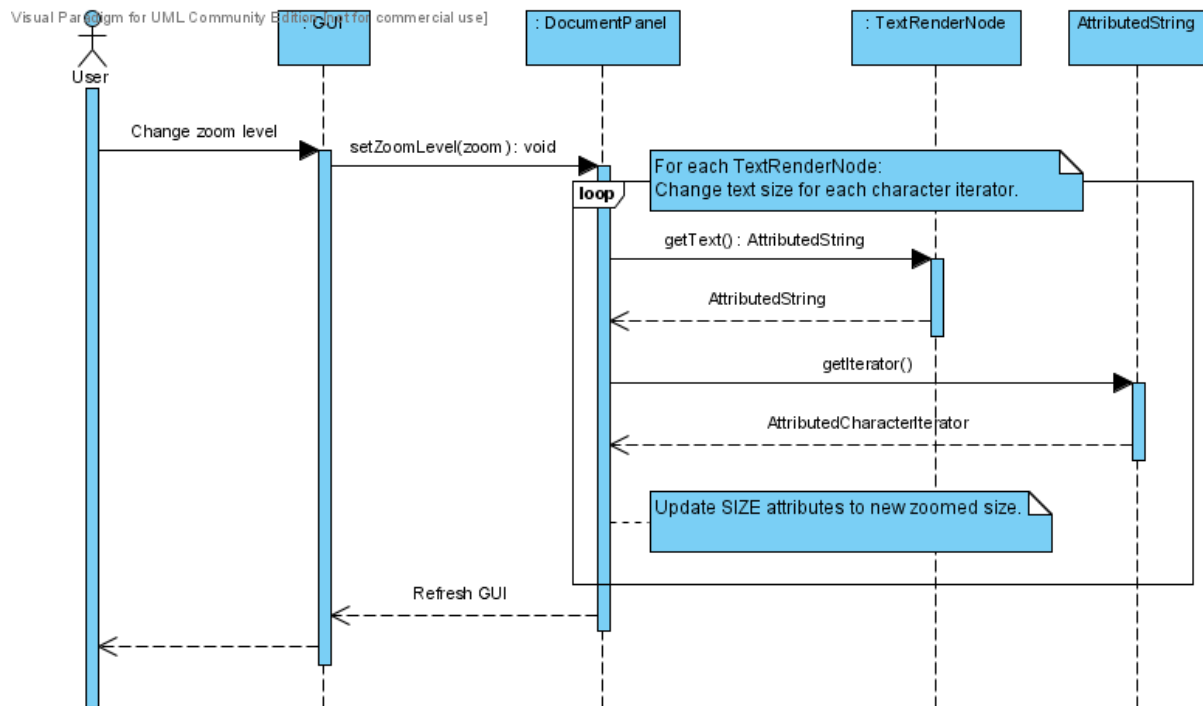 Visual Paradigm for UML Community Edition [not for commercial use]
: GUI
: DocumentPanel
: TextRenderNode
AttributedString
User
Change zoom level
setZoomLevel(zoom) : void
For each TextRenderNode:
Change text size for each character iterator.
loop
getText() : AttributedString
AttributedString
getIterator()
AttributedCharacterIterator
Update SIZE attributes to new zoomed size.
Refresh GUI